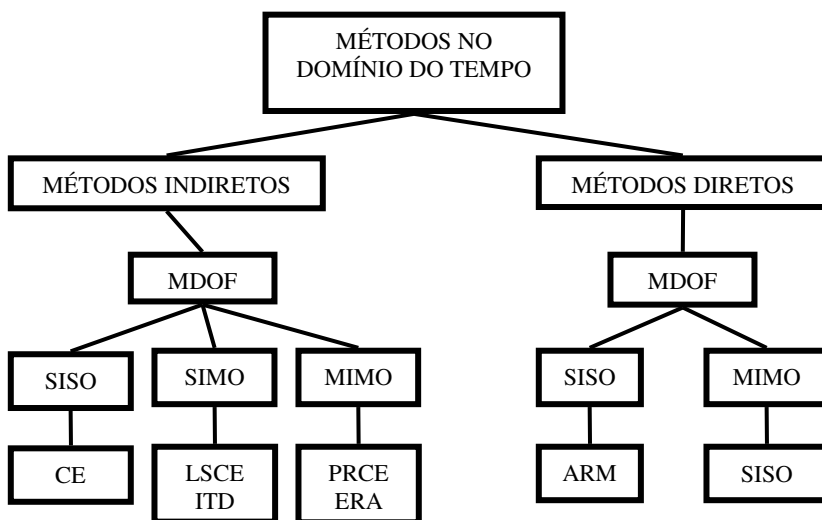 MÉTODOS NO
DOMÍNIO DO TEMPO
MÉTODOS INDIRETOS
MÉTODOS DIRETOS
MDOF
MDOF
SISO
SIMO
MIMO
SISO
MIMO
CE
LSCE
ITD
PRCE
ERA
ARM
SISO